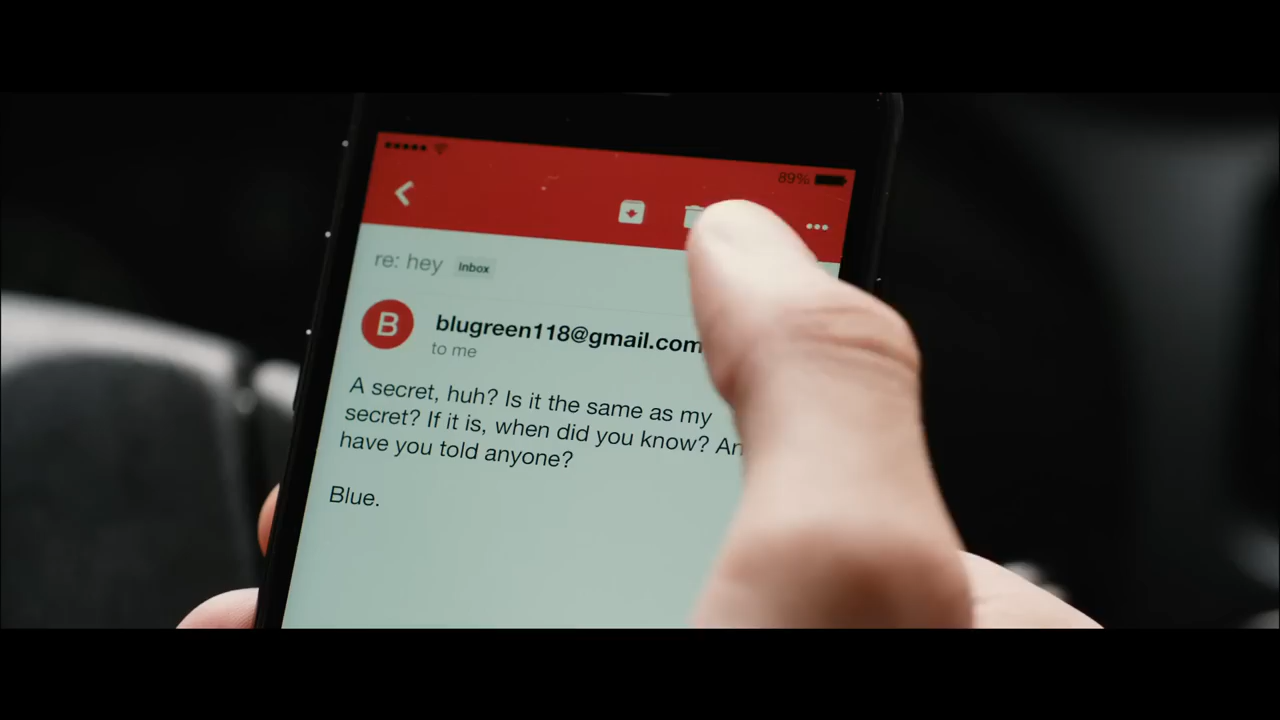 89%
re: hey Inbox
B
blugreen118@gmail.com
to me
A secret, huh? Is it the same as my
secret? If it is, when did you know?
have you told anyone?
Blue.